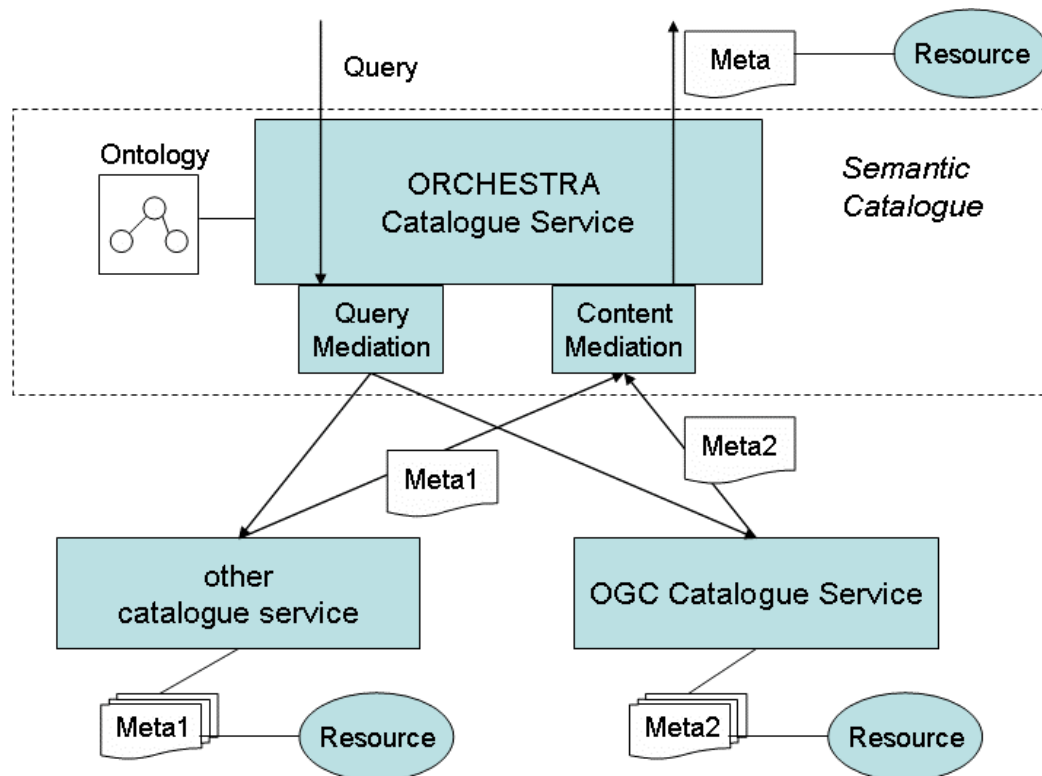 Query
Meta
Resource
Ontology
ORCHESTRA
Catalogue Service
Semantic
Catalogue
Query
Mediation
Content
Mediation
Meta1
Meta2
other
catalogue service
OGC Catalogue Service
Meta1
Resource
Meta2
Resource